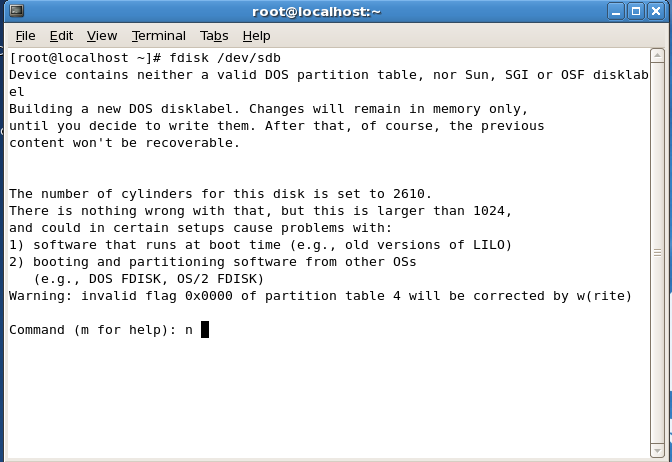 root@localhost:~
File Edit View Terminal Tabs Help
[root@localhost ~]# fdisk /dev/sdb
Device contains neither a valid DOS partition table, nor Sun, SGI or OSF disklab
el
Building a new DOS disklabel. Changes will remain in memory only,
until you decide to write them. After that, of course, the previous
content won't be recoverable.
The number of cylinders for this disk is set to 2610.
There is nothing wrong with that, but this is larger than 1024,
and could in certain setups cause problems with:
1) software that runs at boot time (e.g., old versions of LILO)
2) booting and partitioning software from other OSs
   (e.g., DOS FDISK, OS/2 FDISK)
Warning: invalid flag 0x0000 of partition table 4 will be corrected by w(rite)
Command (m for help): n